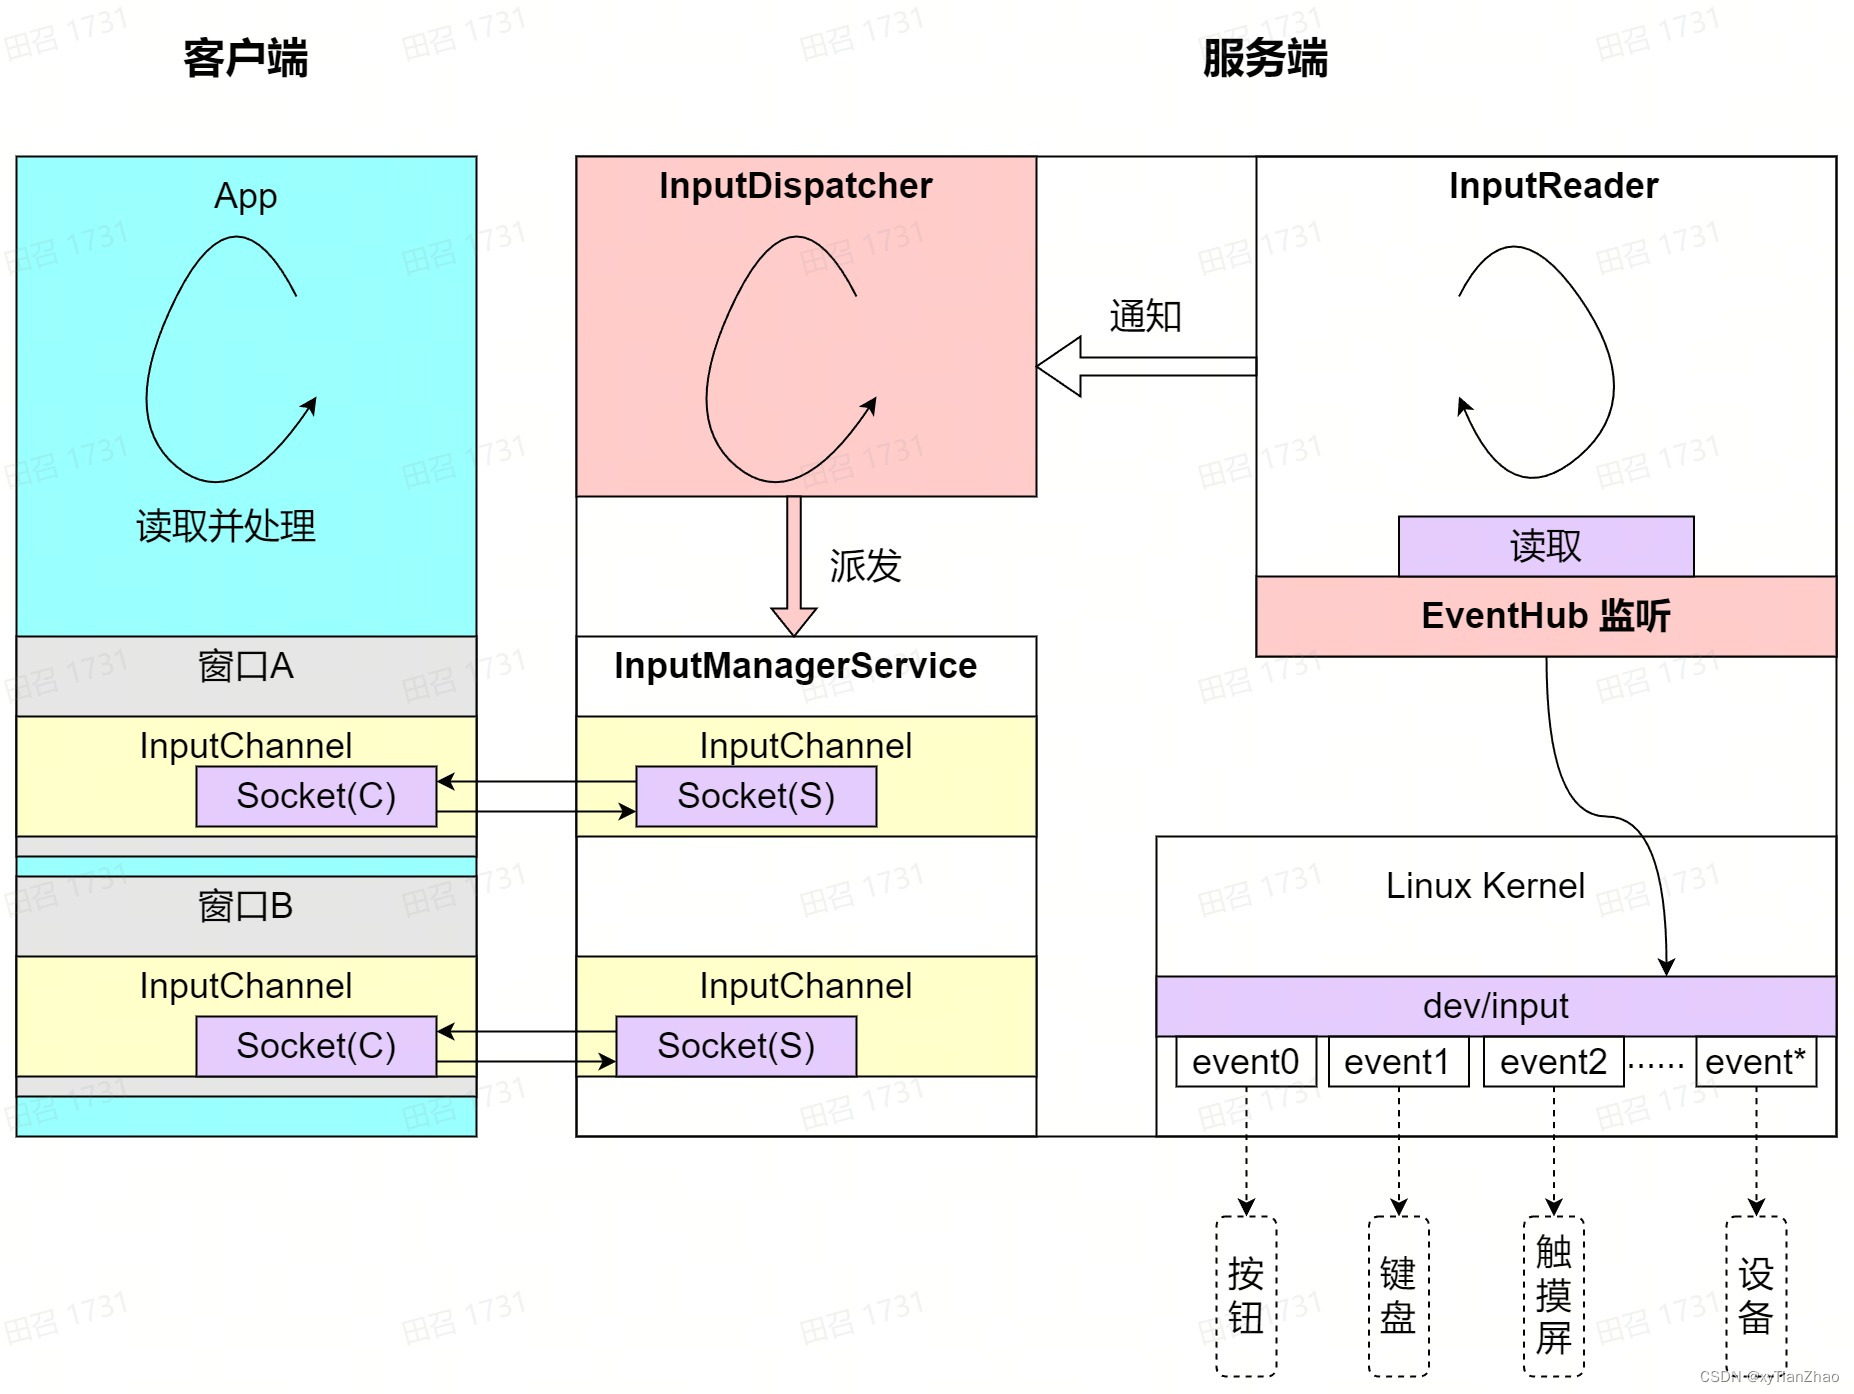 客户端
服务端
App
读取并处理
窗口A
InputChannel
Socket(C)
窗口B
InputChannel
Socket(C)
InputDispatcher
派发
InputManagerService
InputChannel
Socket(S)
InputChannel
Socket(S)
通知
InputReader
读取
EventHub 监听
Linux Kernel
dev/input
event0
event1
event2
······
event*
按钮
键盘
触摸屏
设备
田召 1731
CSDN @xyTianZhao